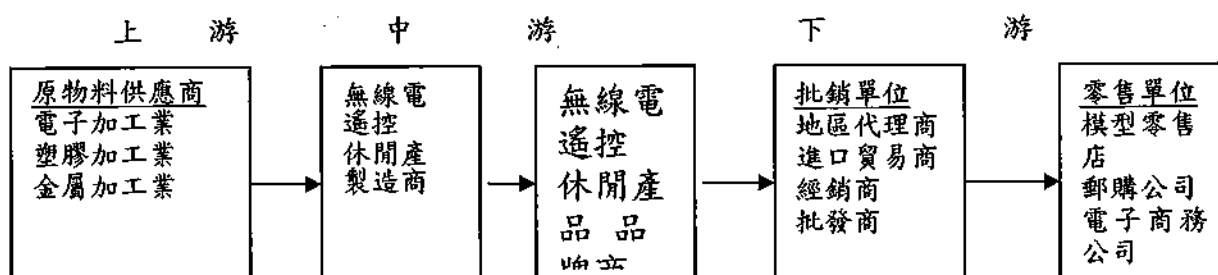 上 游 中 游 下 游
原物料供應商
電子加工業
塑膠加工業
金屬加工業
無線電
遙控
休閒產
製造商
無線電
遙控
休閒產
品 品
牌商
批銷單位
地區代理商
進口貿易商
經銷商
批發商
零售單位
模型零售
店
郵購公司
電子商務
公司